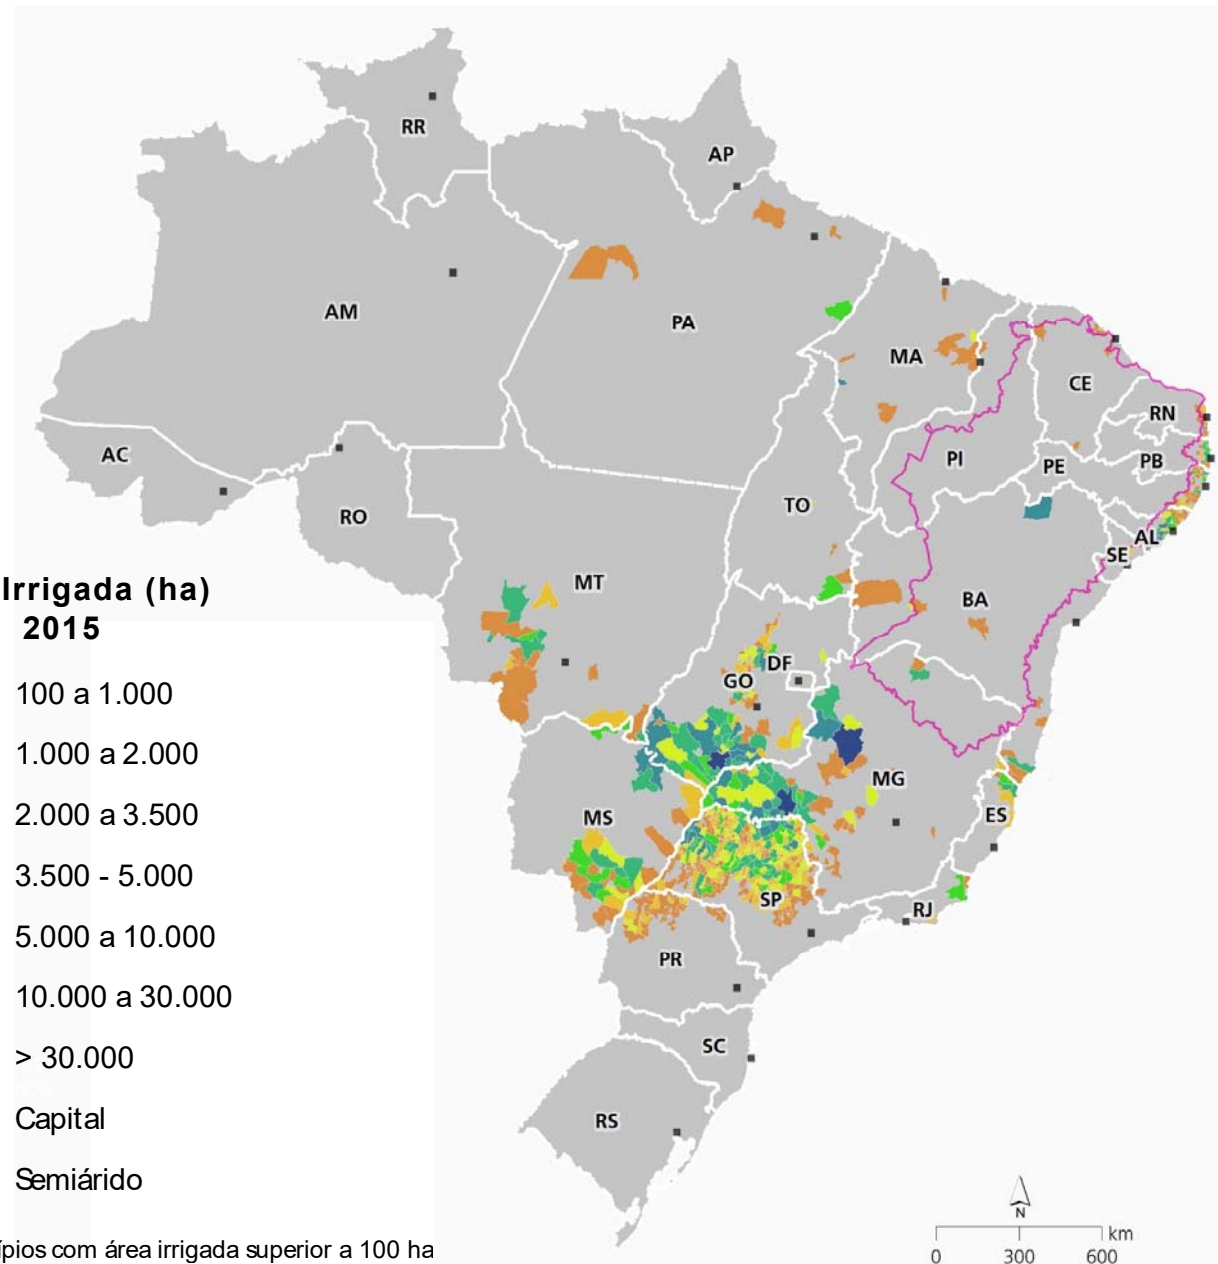 RR
AP
AM
PA
MA
CE
RN
PB
PE
PI
AC
RO
TO
AL
SE
MT
BA
DF
GO
MG
ES
MS
SP
RJ
PR
SC
RS
Irrigada (ha)
2015
100 a 1.000
1.000 a 2.000
2.000 a 3.500
3.500 - 5.000
5.000 a 10.000
10.000 a 30.000
> 30.000
Capital
Semiárido
ípios com área irrigada superior a 100 ha
N
km
0 300 600